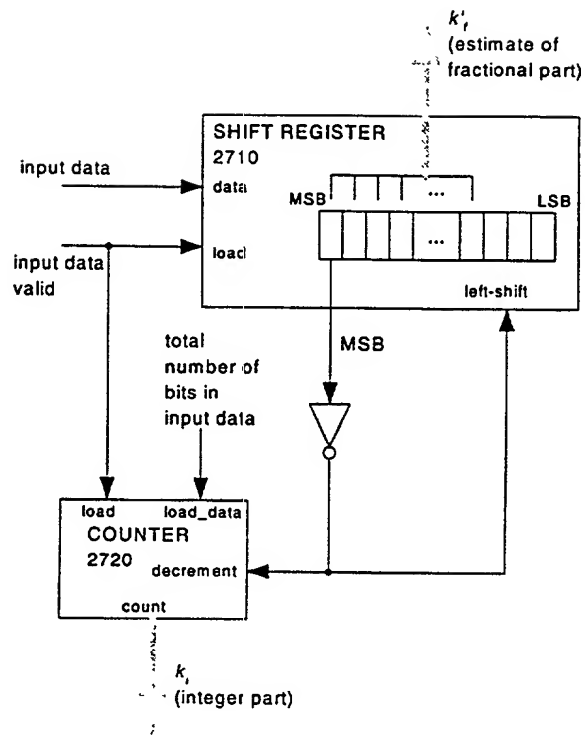 k'f
(estimate of
fractional part)
SHIFT REGISTER
2710
input data
data
MSB
...
LSB
...
load
input data
valid
left-shift
total
number of
bits in
input data
MSB
load
load_data
COUNTER
2720
decrement
count
ki
(integer part)